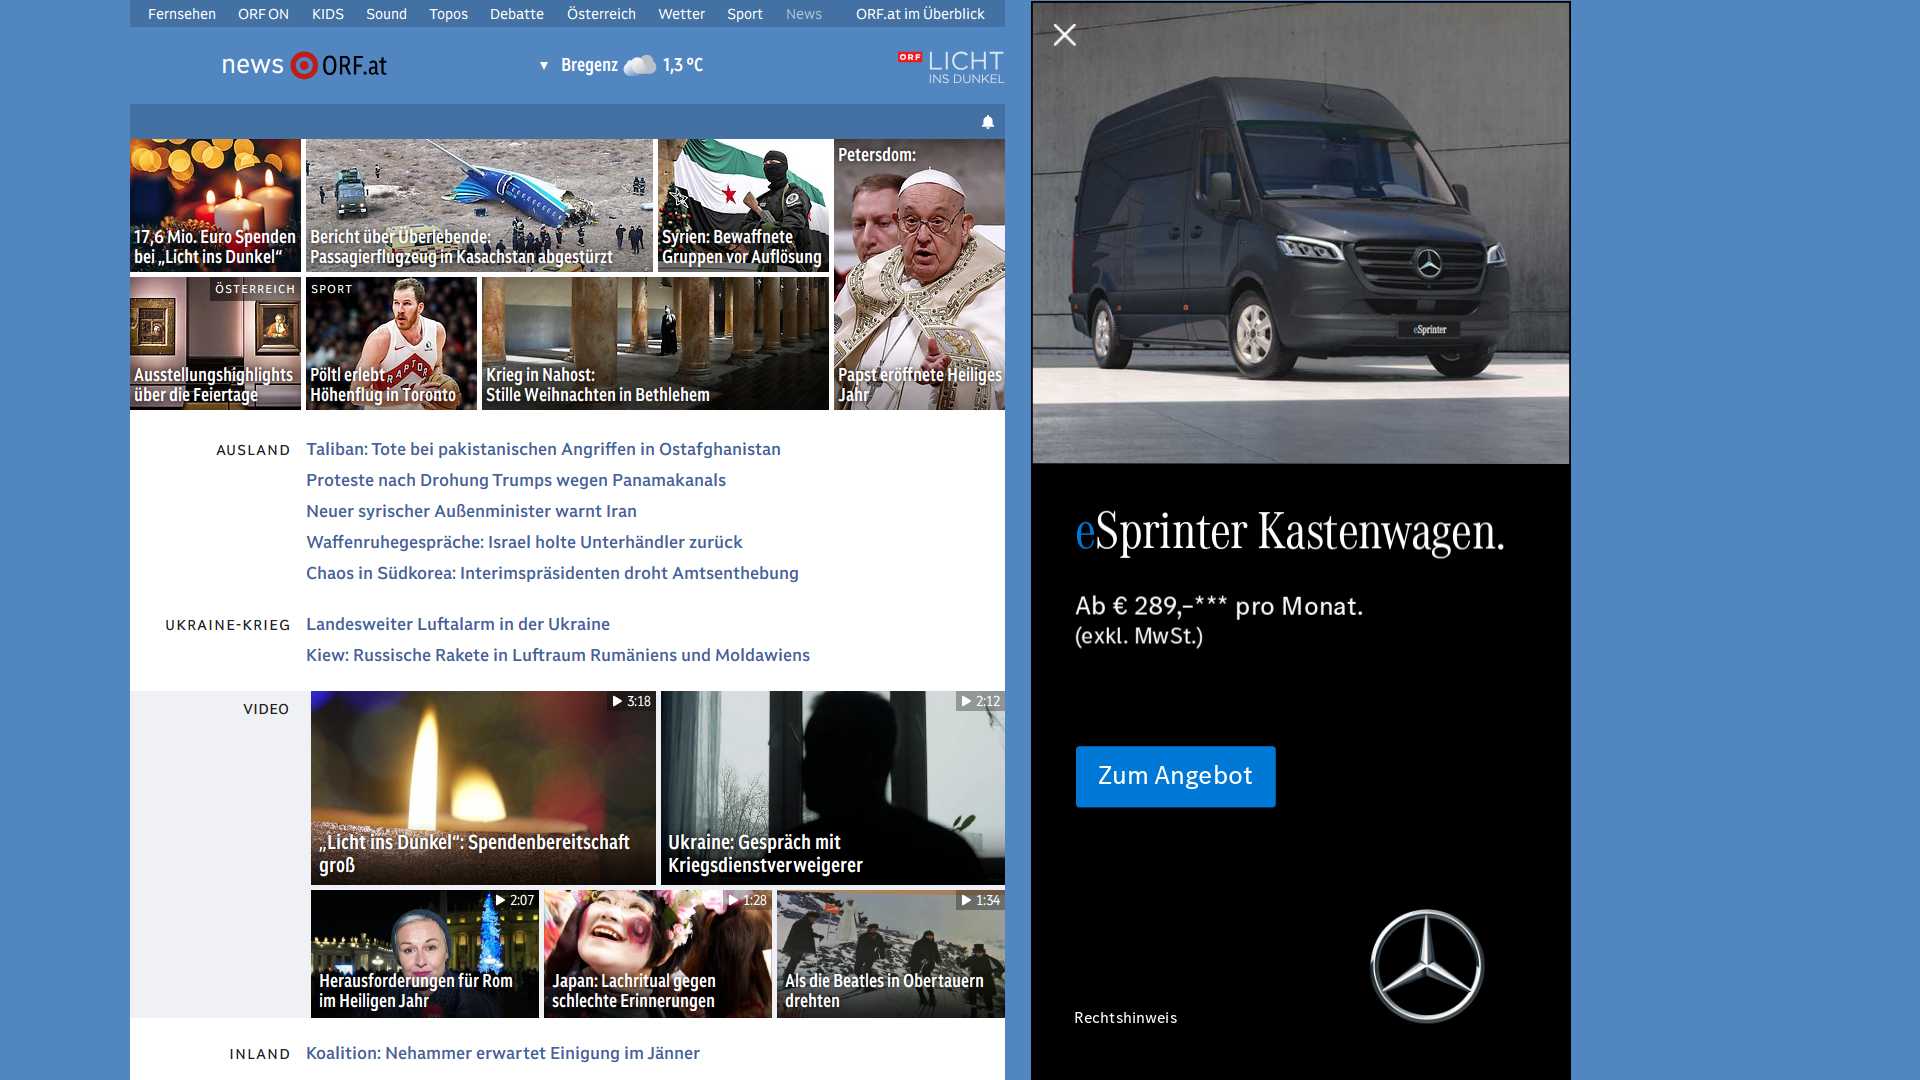 Fernsehen ORF ON KIDS Sound Topos Debatte Österreich Wetter Sport News ORF.at im Überblick
news ORF.at
Bregenz 1,3 °C
ORF LICHT
INS DUNKEL
17,6 Mio. Euro Spenden
bei „Licht ins Dunkel“
Bericht über Überlebende:
Passagierflugzeug in Kasachstan abgestürzt
Syrien: Bewaffnete
Gruppen vor Auflösung
Petersdom:
Papst eröffnete Heiliges
Jahr
ÖSTERREICH
Ausstellungshighlights
über die Feiertage
SPORT
RAPTOR
Pöltl erlebt
Höhenflug in Toronto
Krieg in Nahost:
Stille Weihnachten in Bethlehem
AUSLAND
Taliban: Tote bei pakistanischen Angriffen in Ostafghanistan
Proteste nach Drohung Trumps wegen Panamakanals
Neuer syrischer Außenminister warnt Iran
Waffenruhegespräche: Israel holte Unterhändler zurück
Chaos in Südkorea: Interimspräsidenten droht Amtsenthebung
UKRAINE-KRIEG
Landesweiter Luftalarm in der Ukraine
Kiew: Russische Rakete in Luftraum Rumäniens und Moldawiens
VIDEO
3:18
„Licht ins Dunkel“: Spendenbereitschaft
groß
2:12
Ukraine: Gespräch mit
Kriegsdienstverweigerer
2:07
Herausforderungen für Rom
im Heiligen Jahr
1:28
Japan: Lachritual gegen
schlechte Erinnerungen
1:34
Als die Beatles in Obertauern
drehten
INLAND
Koalition: Nehammer erwartet Einigung im Jänner
eSprinter
eSprinter Kastenwagen.
Ab € 289,–*** pro Monat.
(exkl. MwSt.)
Zum Angebot
Rechtshinweis